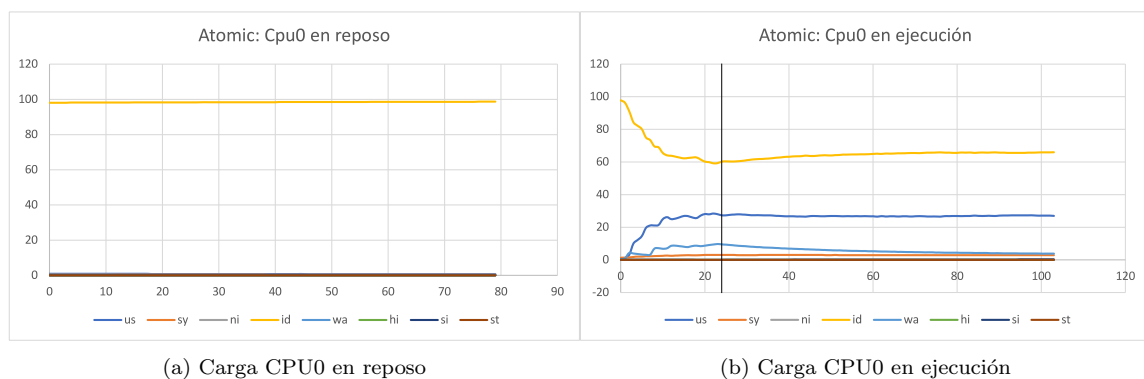 Atomic: Cpu0 en reposo
120
100
80
60
40
20
0
0 10 20 30 40 50 60 70 80 90
us sy ni id wa hi si st
(a) Carga CPU0 en reposo
Atomic: Cpu0 en ejecución
120
100
80
60
40
20
0
-20
0 20 40 60 80 100 120
us sy ni id wa hi si st
(b) Carga CPU0 en ejecución